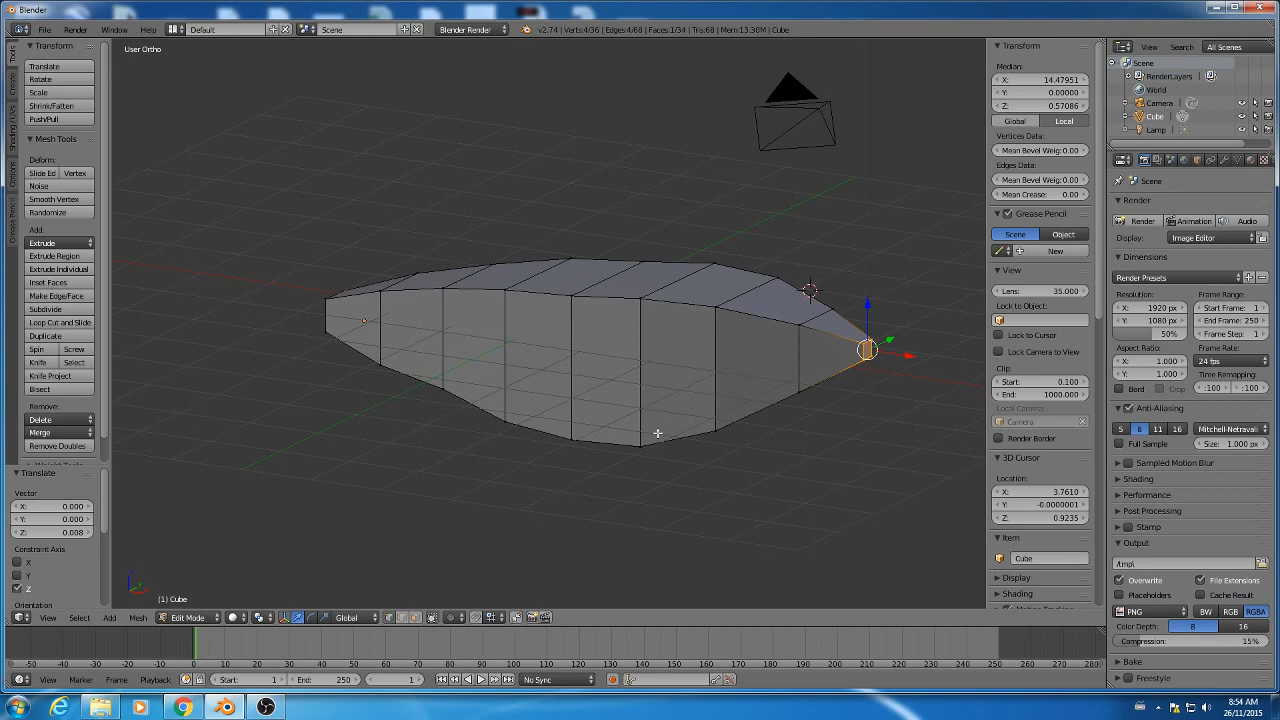 Blender
File Render Window Help Default Scene Blender Render v2.74 | Verts:4/36 | Edges:4/68 | Faces:1/34 | Tris:68 | Mem:13.30M | Cube
User Ortho
(1) Cube
Tools
Create
Shading / UVs
Options
Grease Pencil
Transform
Translate
Rotate
Scale
Shrink/Fatten
Push/Pull
Mesh Tools
Deform:
Slide Ed Vertex
Noise
Smooth Vertex
Randomize
Add:
Extrude
Extrude Region
Extrude Individual
Inset Faces
Make Edge/Face
Subdivide
Loop Cut and Slide
Duplicate
Spin Screw
Knife Select
Knife Project
Bisect
Remove:
Delete
Merge
Remove Doubles
Translate
Vector
X: 0.000
Y: 0.000
Z: 0.008
Constraint Axis
X
Y
Z
Orientation
Transform
Median:
X: 14.47951
Y: 0.00000
Z: 0.57086
Global Local
Vertices Data:
Mean Bevel Weig: 0.00
Edges Data:
Mean Bevel Weig: 0.00
Mean Crease: 0.00
Grease Pencil
Scene Object
New
View
Lens: 35.000
Lock to Object:
Lock to Cursor
Lock Camera to View
Clip:
Start: 0.100
End: 1000.000
Local Camera:
Camera
Render Border
3D Cursor
Location:
X: 3.7610
Y: -0.0000001
Z: 0.9235
Item
Cube
Display
Shading
View Search All Scenes
Scene
RenderLayers
World
Camera
Cube
Lamp
Scene
Render
Render Animation Audio
Display: Image Editor
Dimensions
Render Presets
Resolution: Frame Range:
1920 px Start Frame: 1
1080 px End Frame: 250
50% Frame Step: 1
Aspect Ratio: Frame Rate:
X: 1.000 24 fps
Y: 1.000 Time Remapping:
Bord Crop :100 :100
Anti-Aliasing
5 8 11 16 Mitchell-Netravali
Full Sample Size: 1.000 px
Sampled Motion Blur
Shading
Performance
Post Processing
Stamp
Output
/tmp\
Overwrite File Extensions
Placeholders Cache Result
PNG BW RGB RGBA
Color Depth: 8 16
Compression: 15%
Bake
Freestyle
View Select Add Mesh Edit Mode Global
-50 -40 -30 -20 -10 0 10 20 30 40 50 60 70 80 90 100 110 120 130 140 150 160 170 180 190 200 210 220 230 240 250 260 270 280
View Marker Frame Playback Start: 1 End: 250 1 No Sync
8:54 AM
26/11/2015